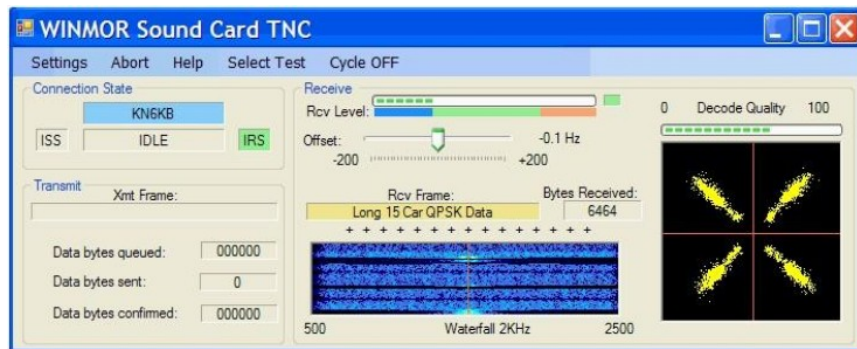 WINMOR Sound Card TNC
Settings Abort Help Select Test Cycle OFF
Connection State
KN6KB
ISS IDLE IRS
Transmit
Xmt Frame:
Data bytes queued: 000000
Data bytes sent: 0
Data bytes confirmed: 000000
Receive
Rcv Level:
Offset: -0.1 Hz
-200 +200
Rcv Frame: Bytes Received:
Long 15 Car QPSK Data 6464
+ + + + + + + + + + + + + + +
500 Waterfall 2KHz 2500
0 Decode Quality 100